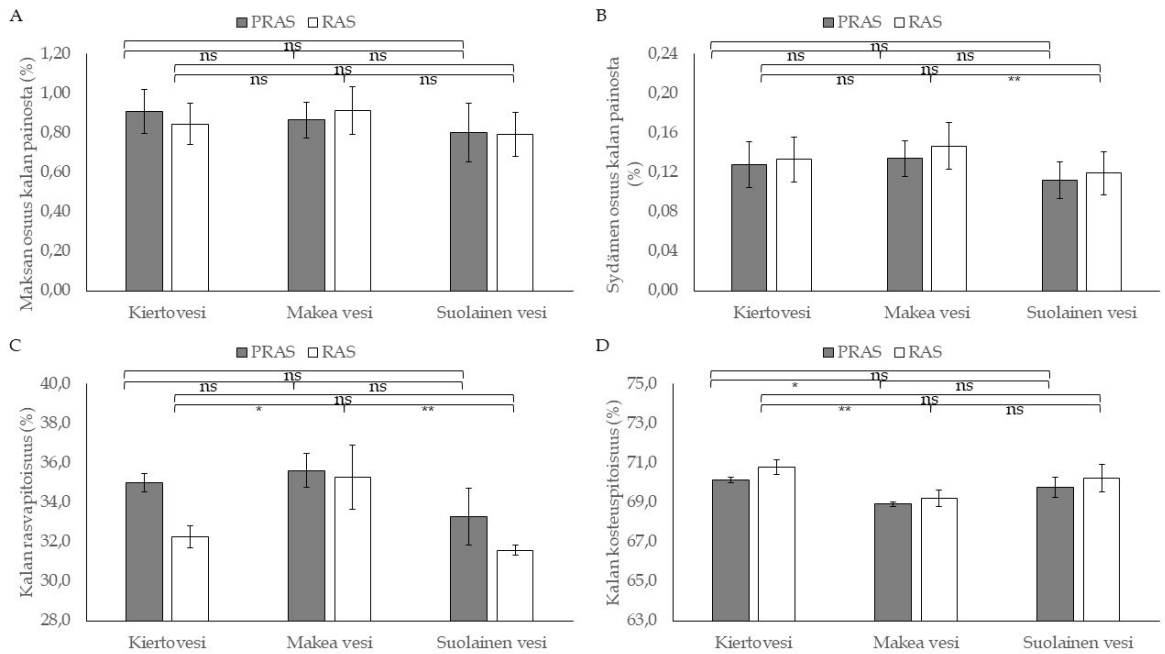 A
PRAS RAS
Maksan osuus kalan painosta (%)
1,20
1,00
0,80
0,60
0,40
0,20
0,00
ns
ns ns
ns
ns ns
Kiertovesi Makea vesi Suolainen vesi
B
PRAS RAS
Sydämen osuus kalan painosta
(%)
0,24
0,20
0,16
0,12
0,08
0,04
0,00
ns
ns ns
ns
ns **
Kiertovesi Makea vesi Suolainen vesi
C
PRAS RAS
Kalan rasvapitoisuus (%)
40,0
38,0
36,0
34,0
32,0
30,0
28,0
ns
ns ns
ns
* **
Kiertovesi Makea vesi Suolainen vesi
D
PRAS RAS
Kalan kosteuspitoisuus (%)
75,0
73,0
71,0
69,0
67,0
65,0
63,0
ns
* ns
ns
** ns
Kiertovesi Makea vesi Suolainen vesi